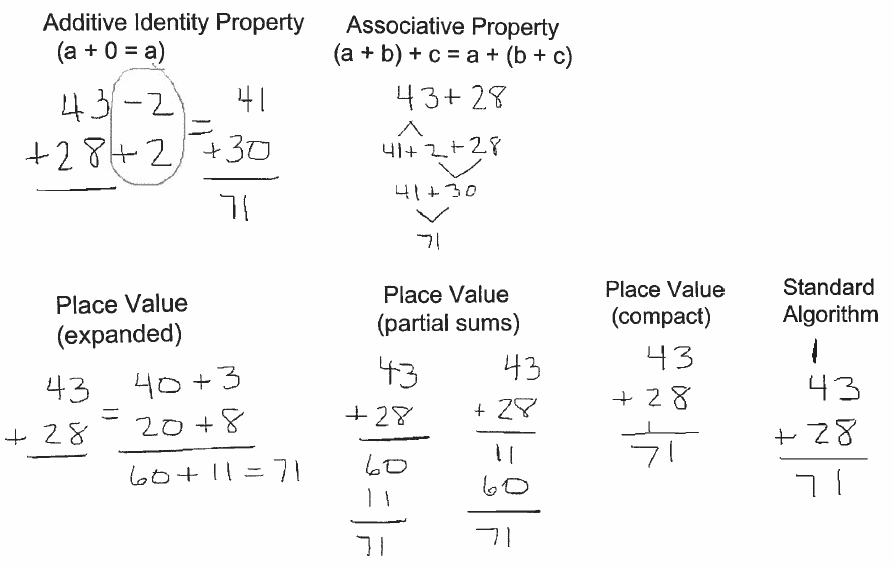 Additive Identity Property
(a + 0 = a)
43 - 2 = 41
+ 28 + 2 + 30
71
Associative Property
(a + b) + c = a + (b + c)
43 + 28
41 + 2 + 28
41 + 30
71
Place Value
(expanded)
43 = 40 + 3
+ 28 20 + 8
60 + 11 = 71
Place Value
(partial sums)
43 43
+ 28 + 28
60 11
11 60
71 71
Place Value
(compact)
43
+ 28
1
71
Standard
Algorithm
1
43
+ 28
71